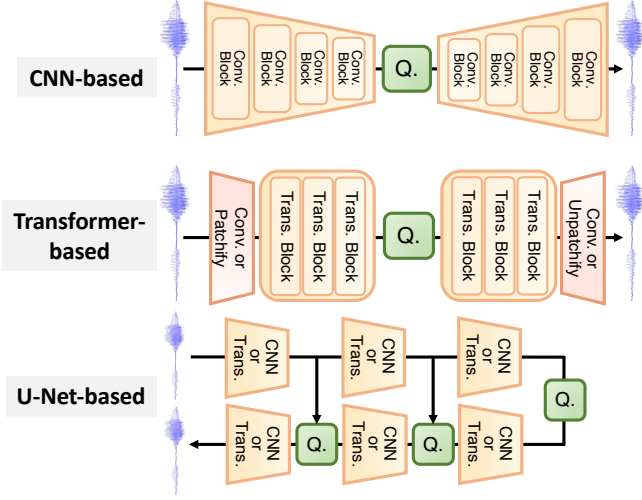 CNN-based
Conv.
Block
Conv.
Block
Conv.
Block
Conv.
Block
Q.
Conv.
Block
Conv.
Block
Conv.
Block
Conv.
Block
Transformer-
based
Conv. or
Patchify
Trans. Block
Trans. Block
Trans. Block
Q.
Trans. Block
Trans. Block
Trans. Block
Conv. or
Unpatchify
U-Net-based
CNN
or
Trans.
CNN
or
Trans.
CNN
or
Trans.
Q.
CNN
or
Trans.
Q.
CNN
or
Trans.
Q.
CNN
or
Trans.